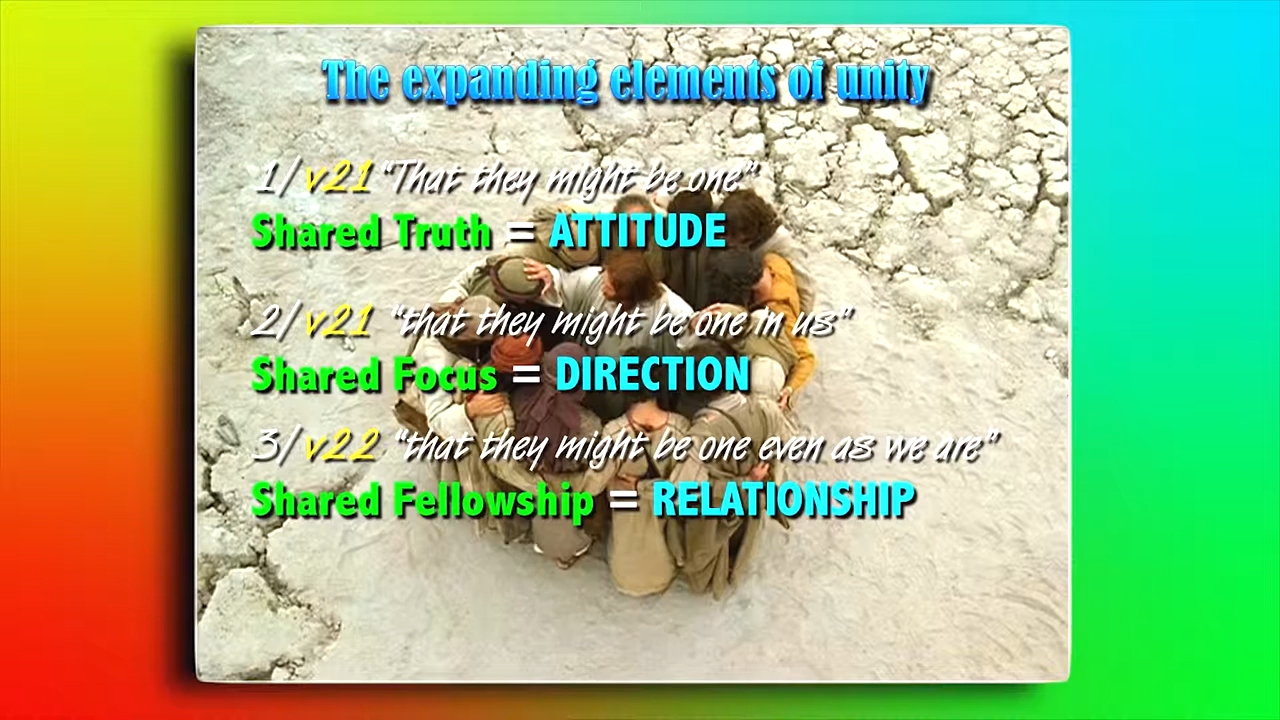 The expanding elements of unity
1/ v21 "That they might be one"
Shared Truth = ATTITUDE
2/ v21 "that they might be one in us"
Shared Focus = DIRECTION
3/ v22 "that they might be one even as we are"
Shared Fellowship = RELATIONSHIP